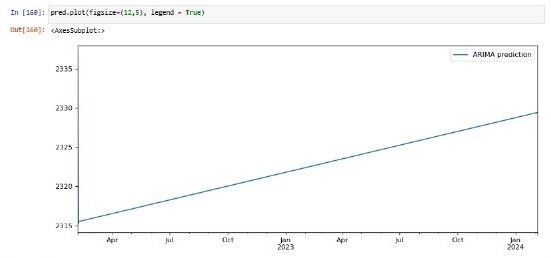 In [160]: pred.plot(figsize=(12,5), legend = True)
Out[160]: <AxesSubplot:>
ARIMA prediction
2335
2330
2325
2320
2315
Apr Jul Oct Jan Apr Jul Oct Jan
2023 2024